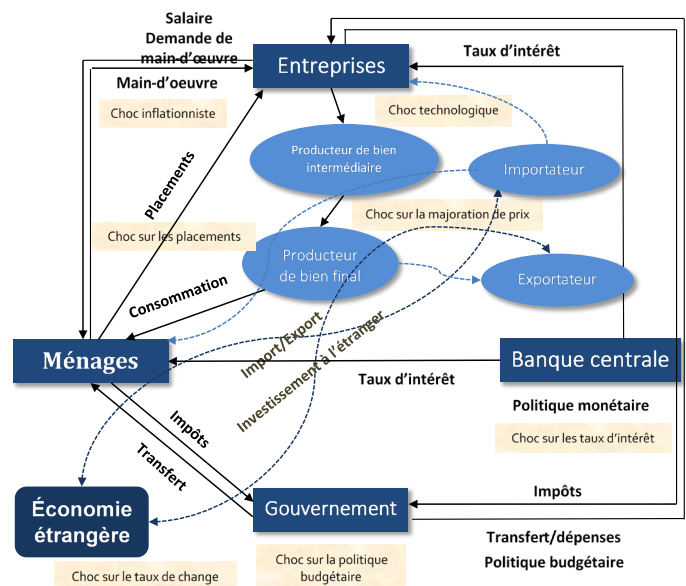 Salaire
Demande de
main-d'œuvre
Entreprises
Taux d'intérêt
Main-d'oeuvre
Choc inflationniste
Choc technologique
Producteur de bien
intermédiaire
Importateur
Placements
Choc sur la majoration de prix
Choc sur les placements
Producteur
de bien final
Exportateur
Consommation
Import/Export
Investissement à l'étranger
Ménages
Banque centrale
Taux d'intérêt
Politique monétaire
Impôts
Choc sur les taux d'intérêt
Transfert
Économie
étrangère
Gouvernement
Impôts
Transfert/dépenses
Politique budgétaire
Choc sur la politique
budgétaire
Choc sur le taux de change